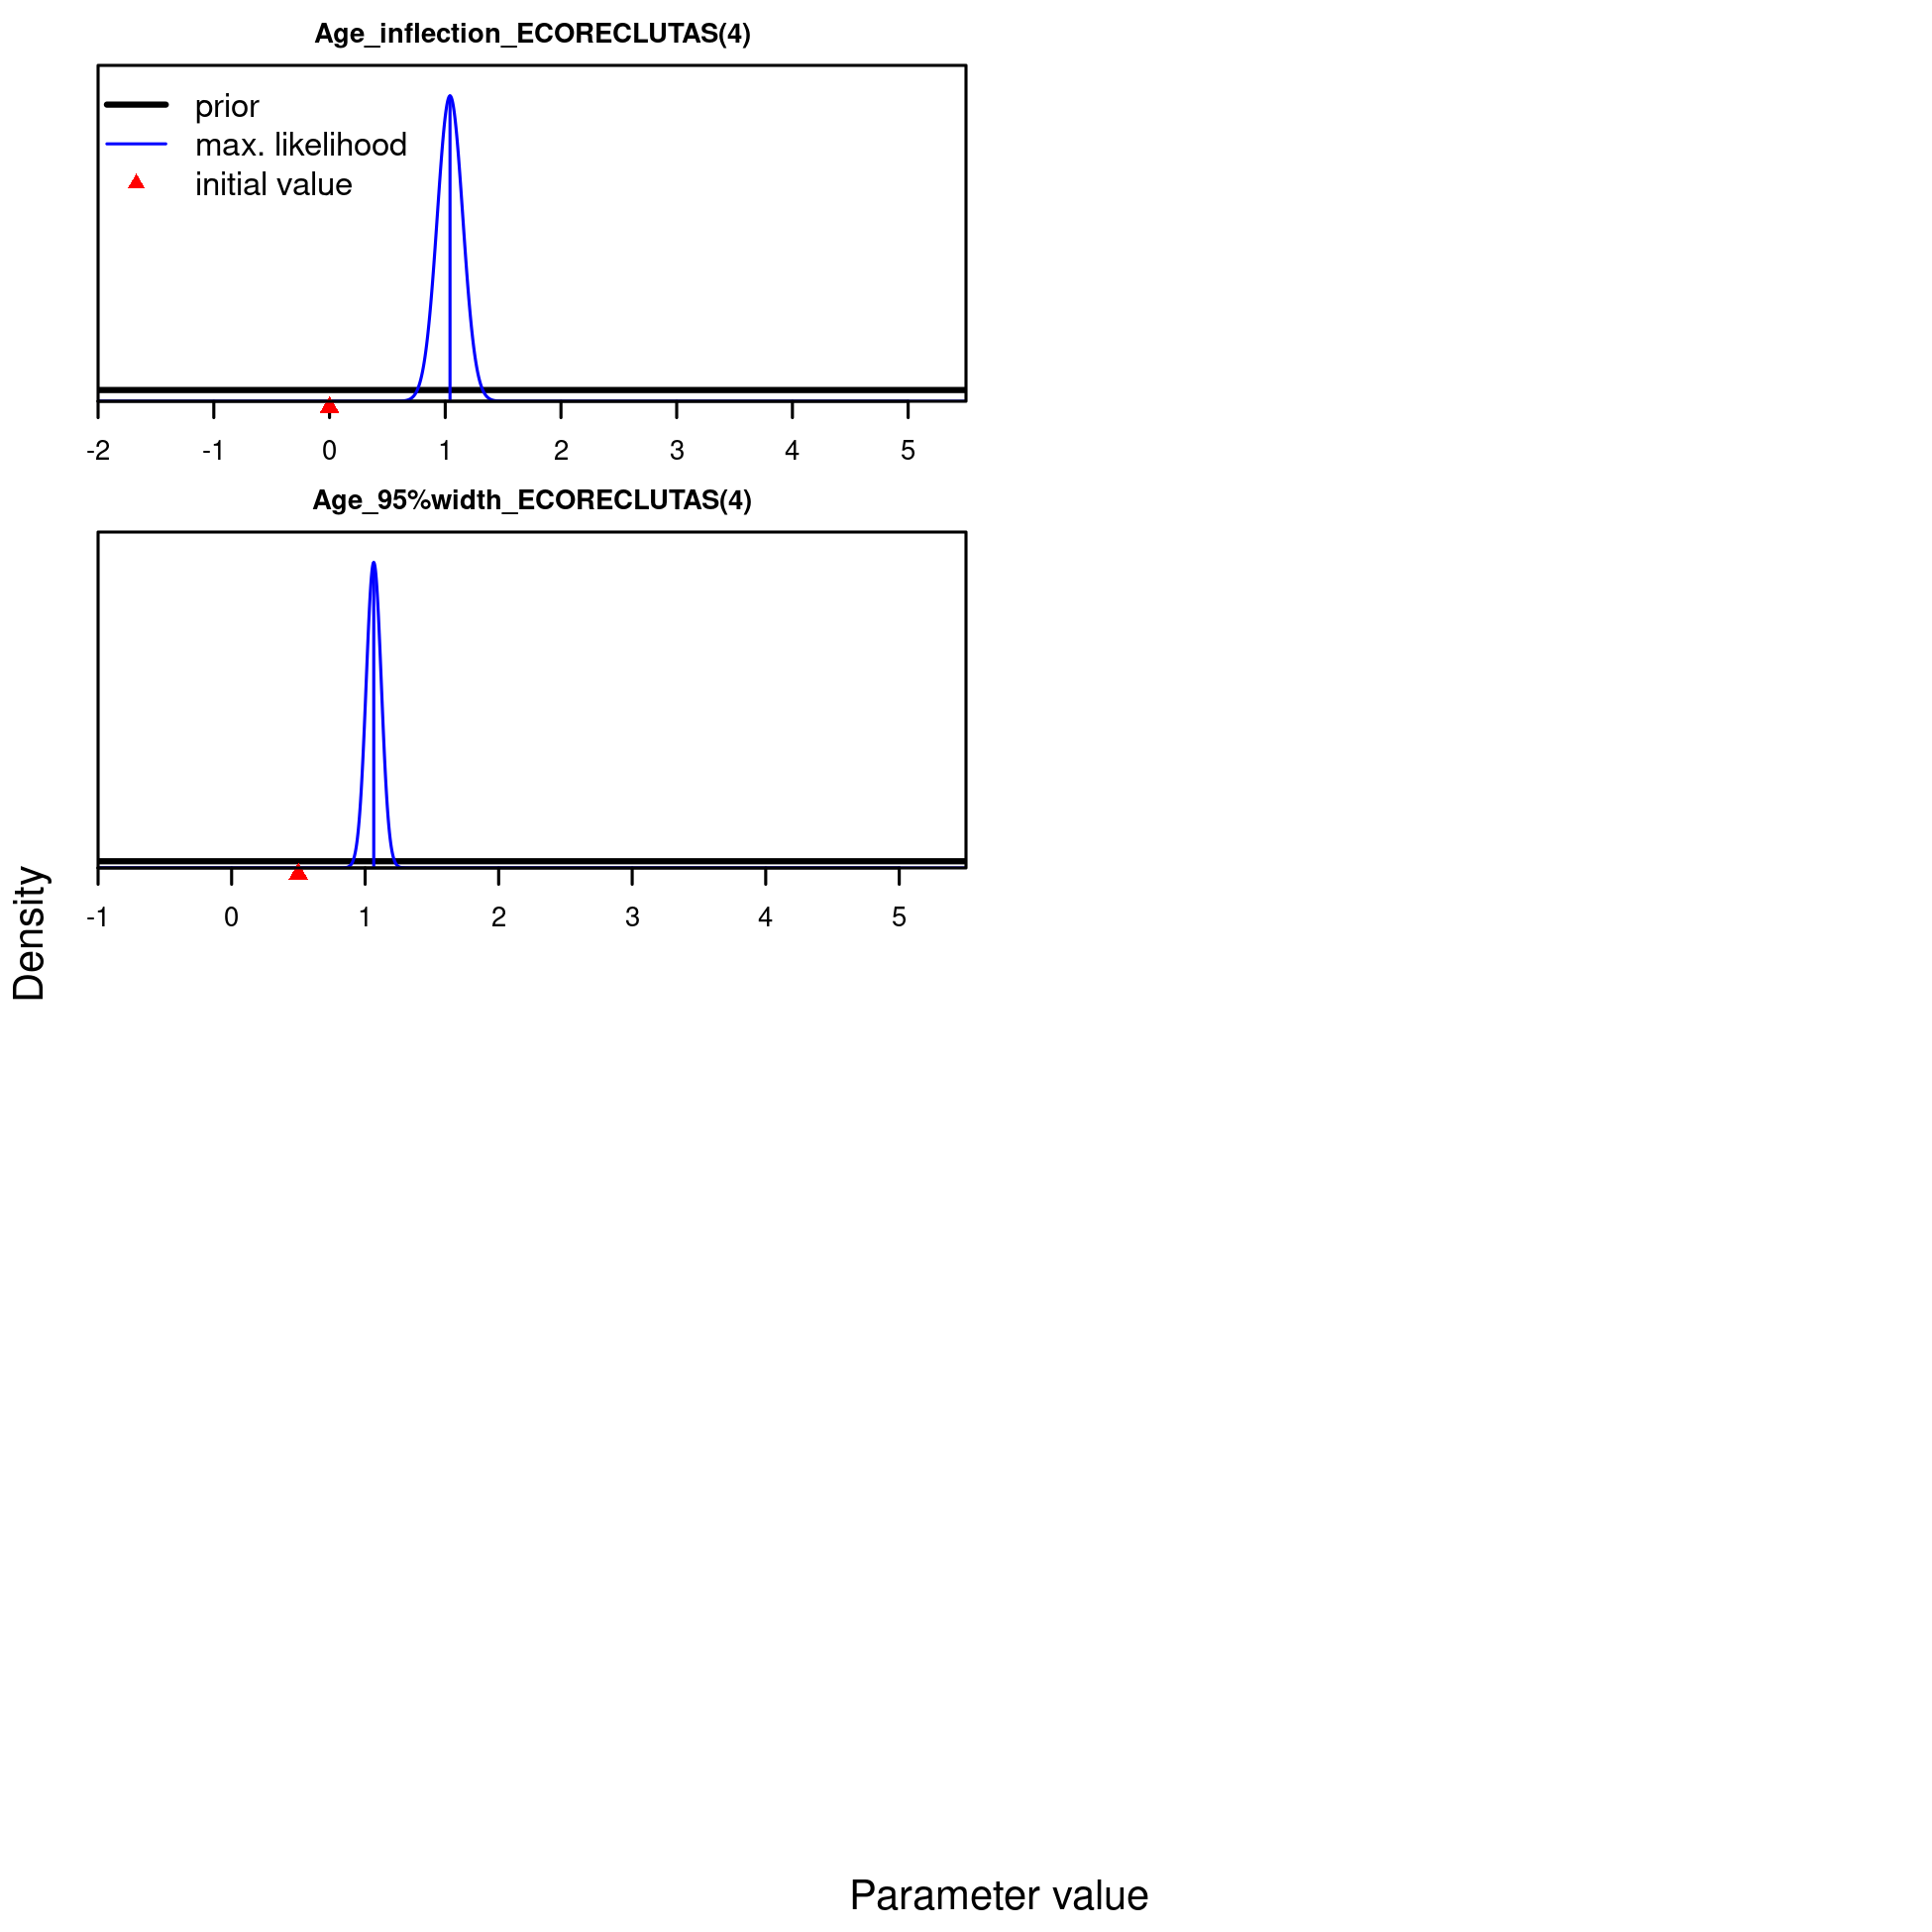 Age_inflection_ECORECLUTAS(4)
prior
max. likelihood
initial value
-2 -1 0 1 2 3 4 5
Age_95%width_ECORECLUTAS(4)
-1 0 1 2 3 4 5
Density
Parameter value